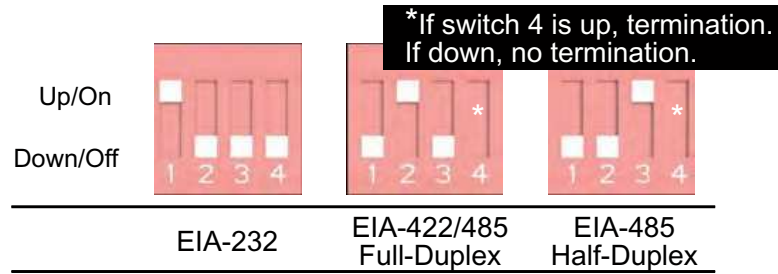 *If switch 4 is up, termination.
If down, no termination.
Up/On
Down/Off
* *
1 2 3 4 1 2 3 4 1 2 3 4
EIA-232
EIA-422/485
Full-Duplex
EIA-485
Half-Duplex